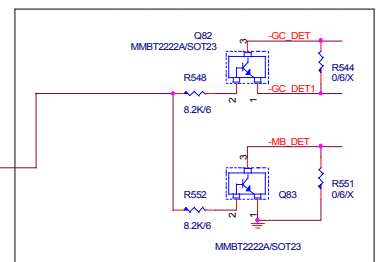 Q82
MMBT2222A/SOT23
3
-GC_DET
R548
R544
0/6/X
2
1
-GC_DET1
8.2K/6
3
-MB_DET
R552
Q83
R551
0/6/X
2
1
8.2K/6
MMBT2222A/SOT23